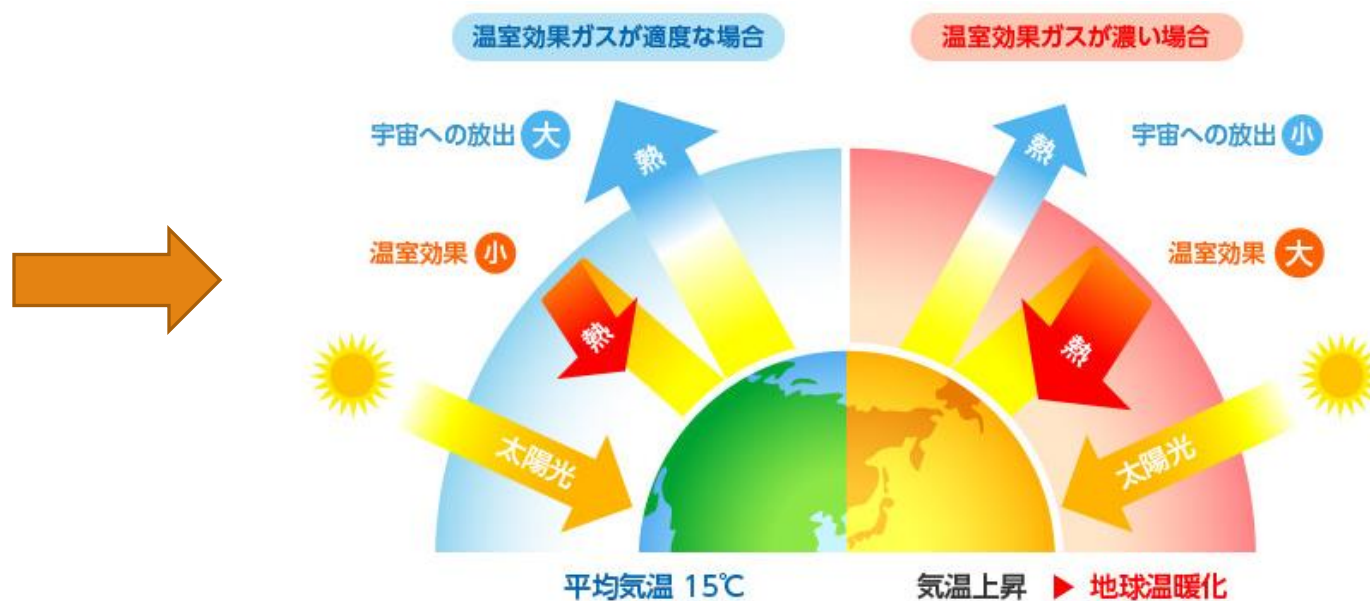 温室効果ガスが適度な場合
宇宙への放出 大
熱
温室効果 小
熱
太陽光
平均気温 15℃
温室効果ガスが濃い場合
熱
宇宙への放出 小
温室効果 大
熱
太陽光
気温上昇 ▶ 地球温暖化